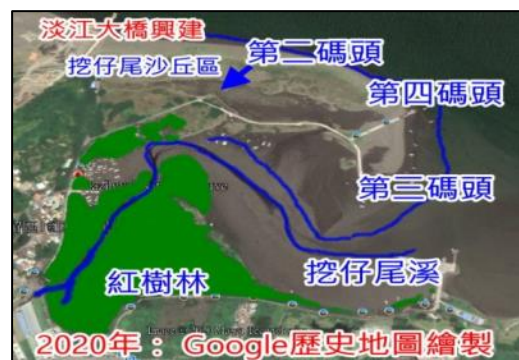 淡江大橋興建
第二碼頭
挖仔尾沙丘區
第四碼頭
第三碼頭
挖仔尾溪
紅樹林
2020年： Google歷史地圖繪製